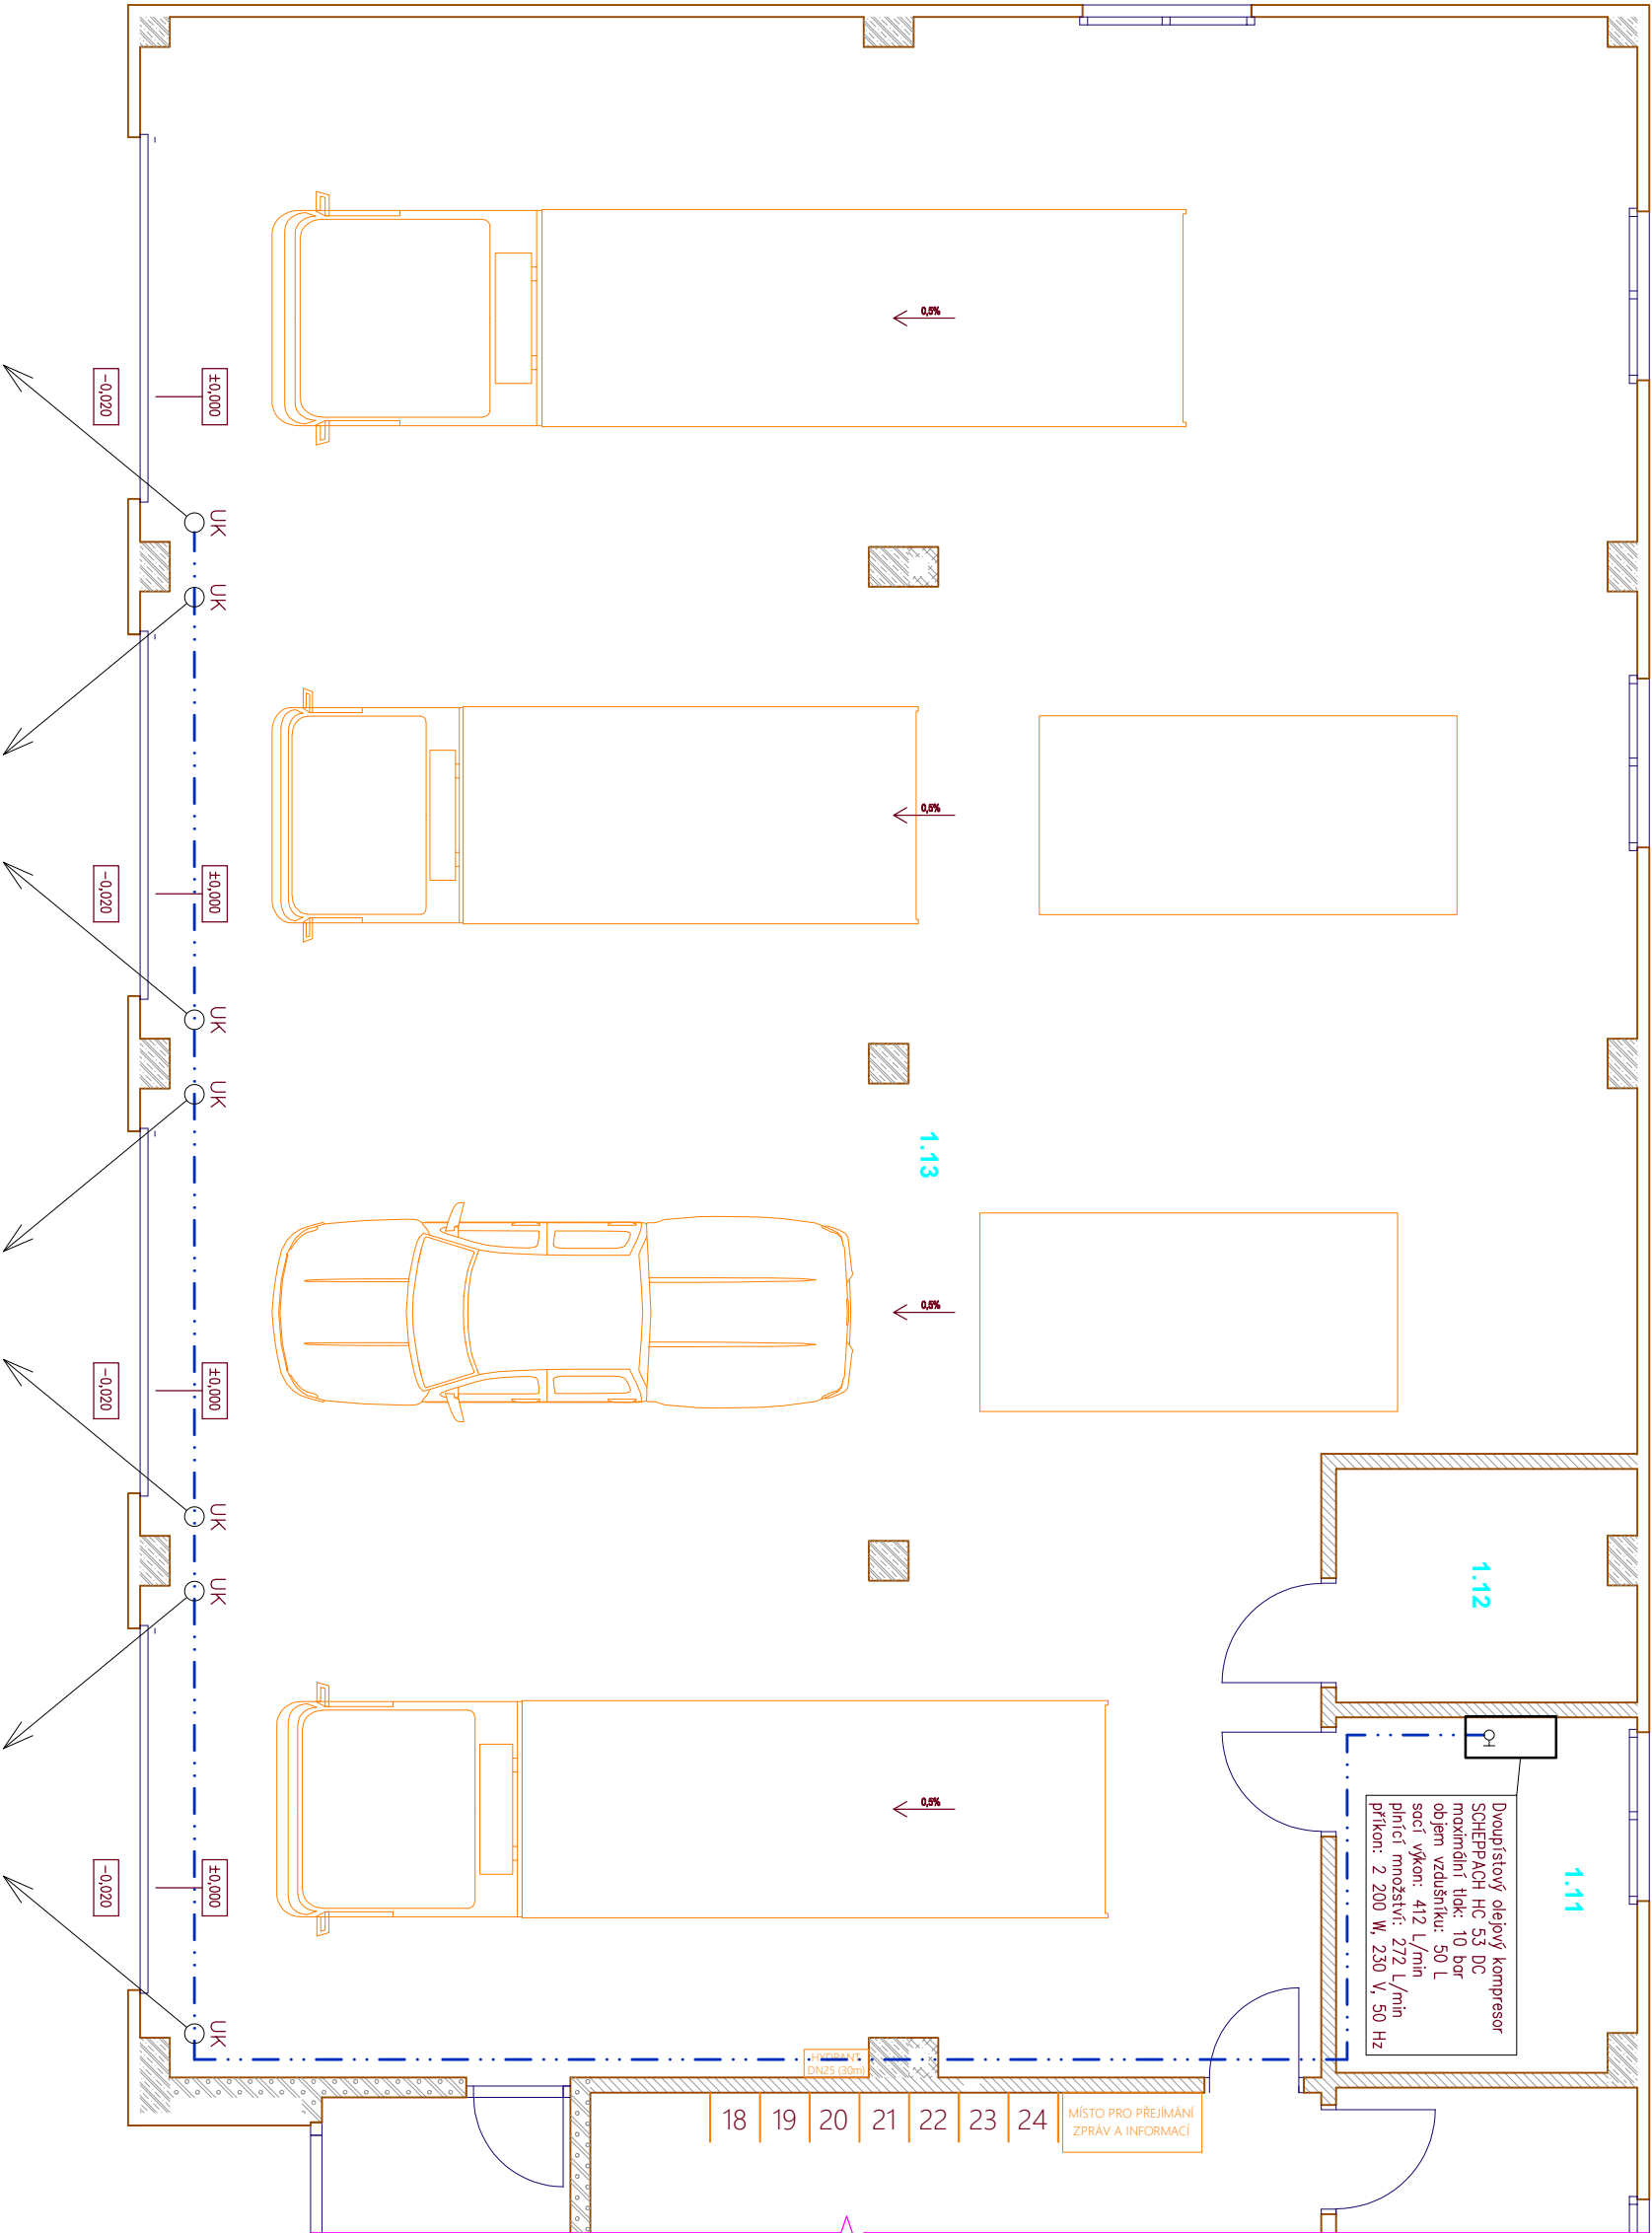 0,5%
±0,000
-0,020
UK
UK
0,5%
±0,000
-0,020
UK
UK
1.13
0,5%
±0,000
-0,020
UK
UK
1.12
0,5%
±0,000
-0,020
UK
1.11
Dvoupístový olejový kompresor
SCHEPPACH HC 53 DC
maximální tlak: 10 bar
objem vzdušníku: 50 L
sací výkon: 412 L/min
plnící množství: 272 L/min
příkon: 2 200 W, 230 V, 50 Hz
HYDRANT
DN25 (30m)
18 19 20 21 22 23 24
MÍSTO PRO PŘEJÍMÁNÍ
ZPRÁV A INFORMACÍ